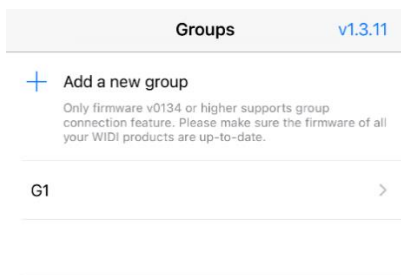 Groups
v1.3.11
Add a new group
Only firmware v0134 or higher supports group
connection feature. Please make sure the firmware of all
your WIDI products are up-to-date.
G1